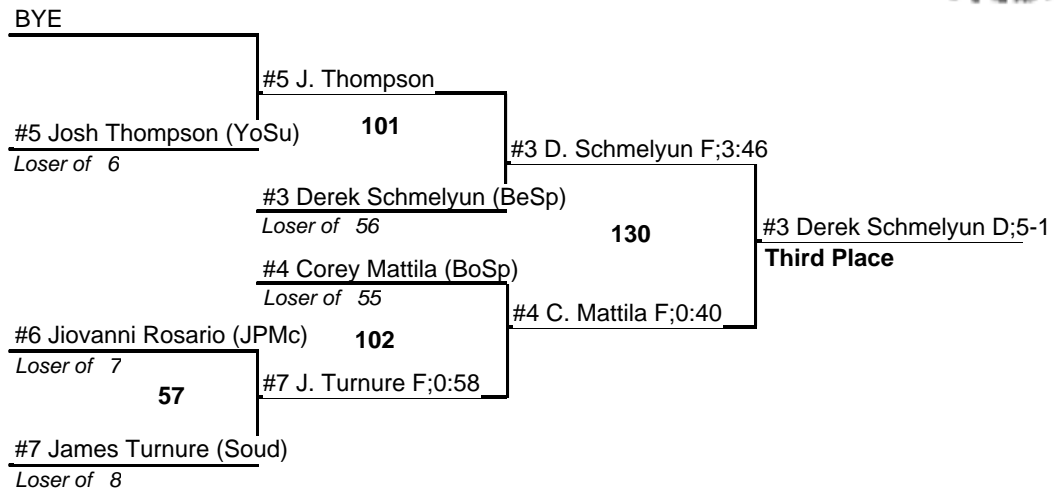 BYE
#5 J. Thompson
#5 Josh Thompson (YoSu)
101
Loser of 6
#3 D. Schmelyun F;3:46
#3 Derek Schmelyun (BeSp)
Loser of 56
130
#3 Derek Schmelyun D;5-1
Third Place
#4 Corey Mattila (BoSp)
Loser of 55
#4 C. Mattila F;0:40
#6 Jiovanni Rosario (JPMc)
102
Loser of 7
57
#7 J. Turnure F;0:58
#7 James Turnure (Soud)
Loser of 8